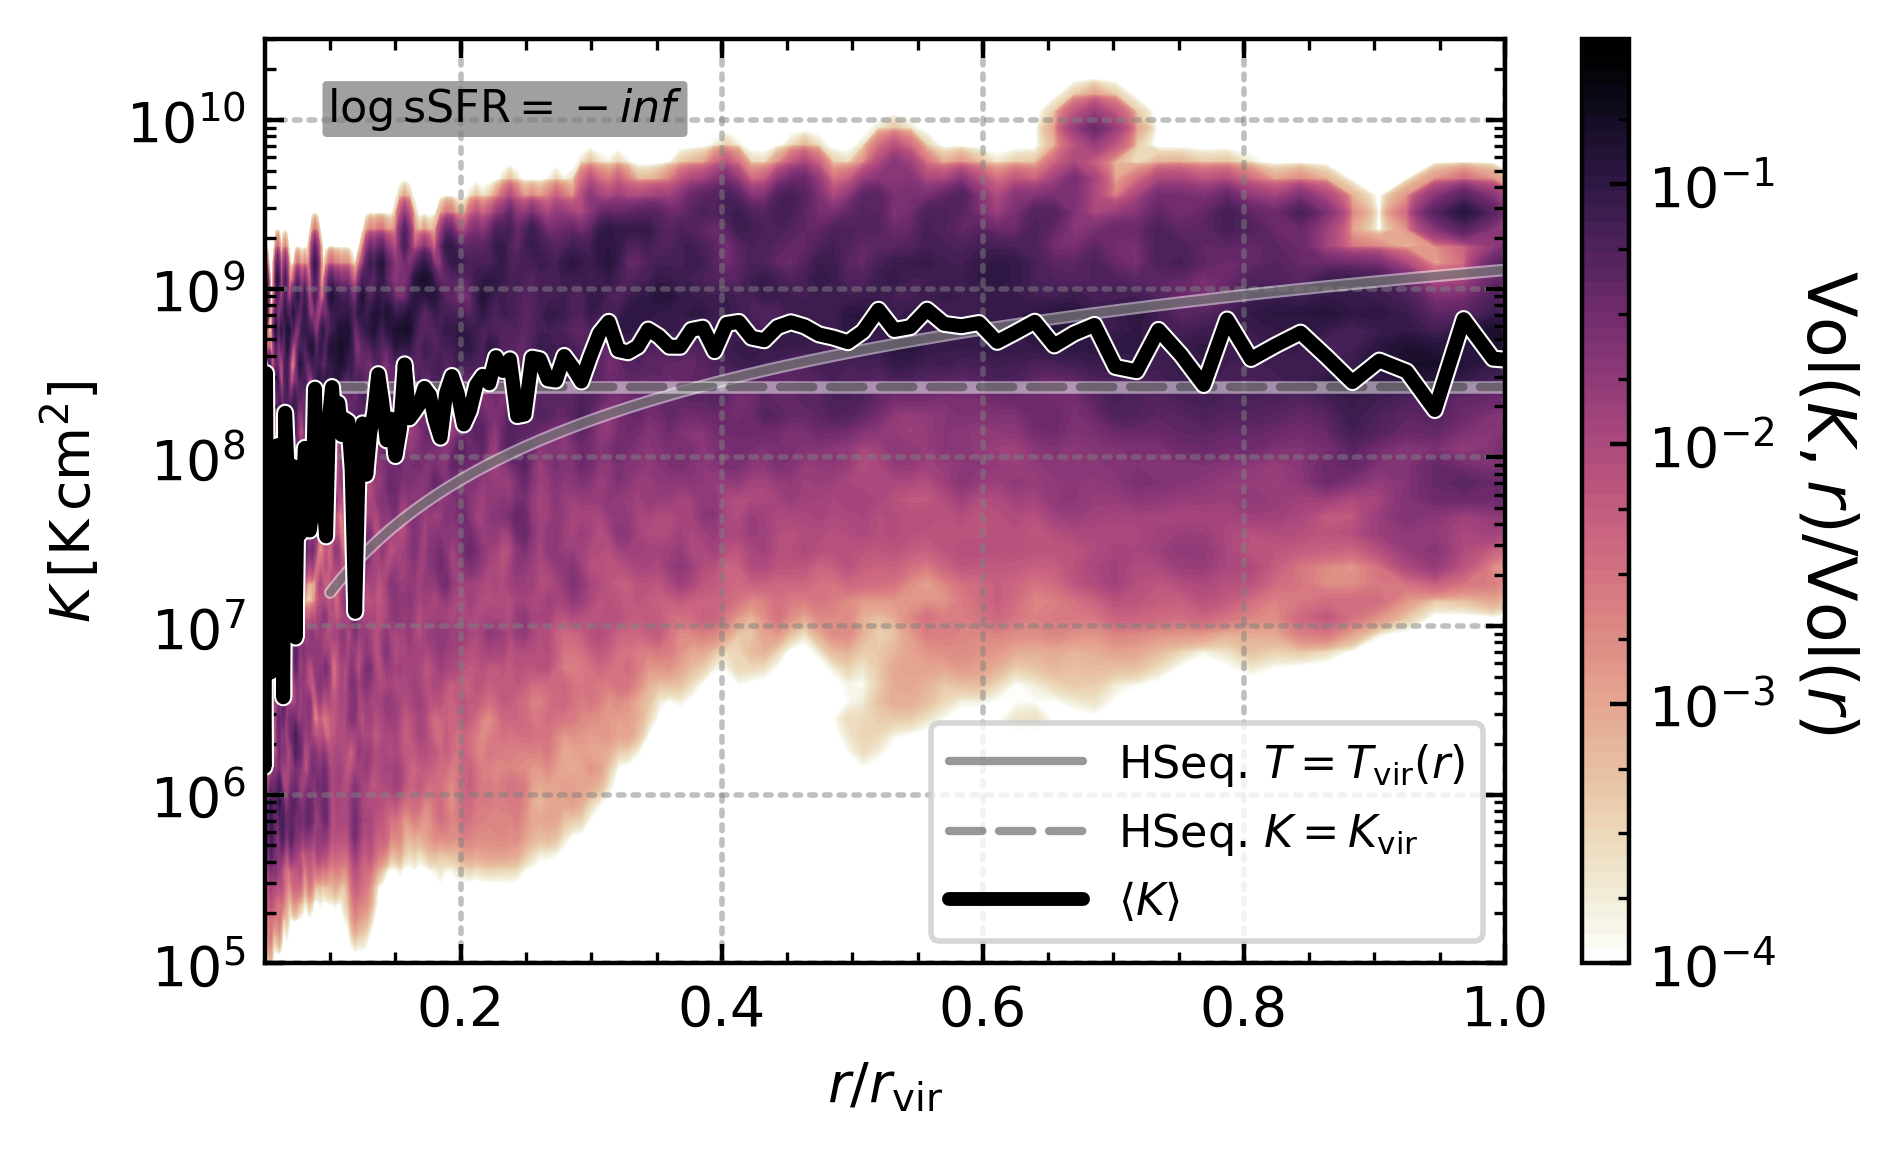 log sSFR = −inf
10^10
10^9
10^8
10^7
10^6
10^5
K [K cm^2]
0.2 0.4 0.6 0.8 1.0
r/r_vir
HSeq. T = T_vir(r)
HSeq. K = K_vir
⟨K⟩
10^−1
10^−2
10^−3
10^−4
Vol(K, r)/Vol(r)